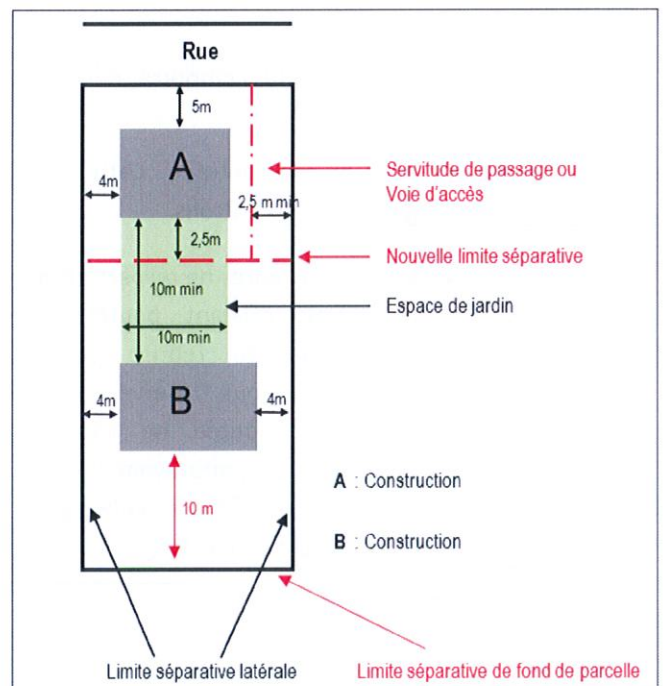 Rue
5m
A
4m
Servitude de passage ou
Voie d'accès
2,5 m min
2,5m
Nouvelle limite séparative
10m min
Espace de jardin
10m min
B
4m
4m
A : Construction
10 m
B : Construction
Limite séparative latérale
Limite séparative de fond de parcelle